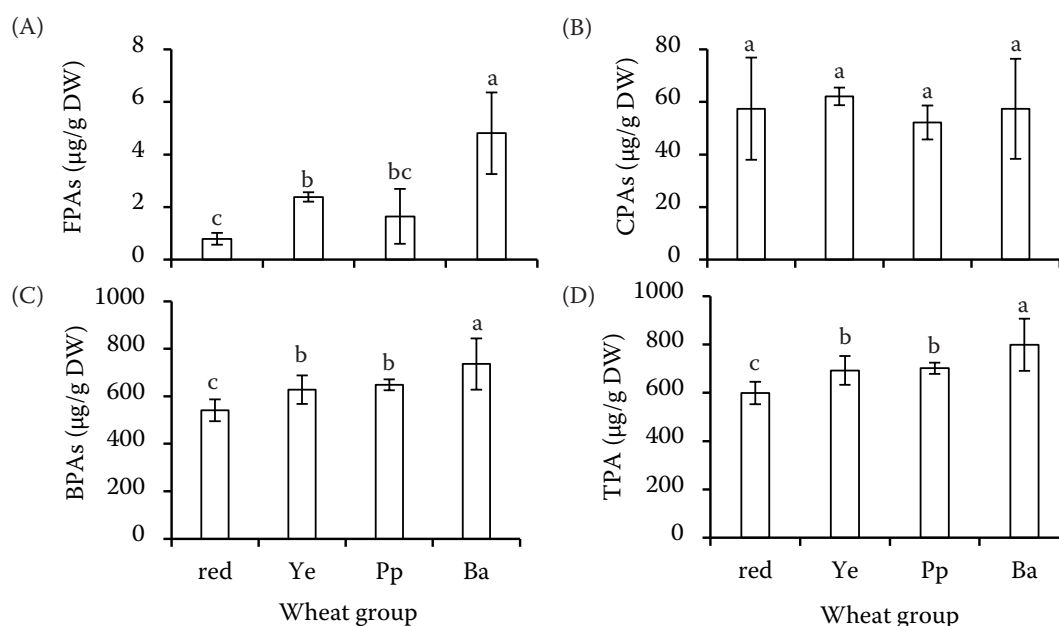 (A)
FPAs (µg/g DW)
8
6
4
2
0
c
b
bc
a
(B)
CPAs (µg/g DW)
80
60
40
20
0
a
a
a
a
(C)
BPAs (µg/g DW)
1000
800
600
400
200
0
c
b
b
a
red Ye Pp Ba
Wheat group
(D)
TPA (µg/g DW)
1000
800
600
400
200
0
c
b
b
a
red Ye Pp Ba
Wheat group